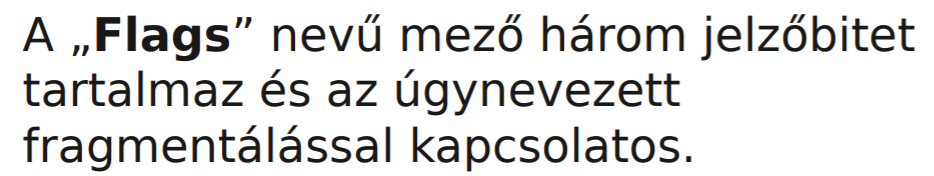 A „Flags” nevű mező három jelzőbitet
tartalmaz és az úgynevezett
fragmentálással kapcsolatos.